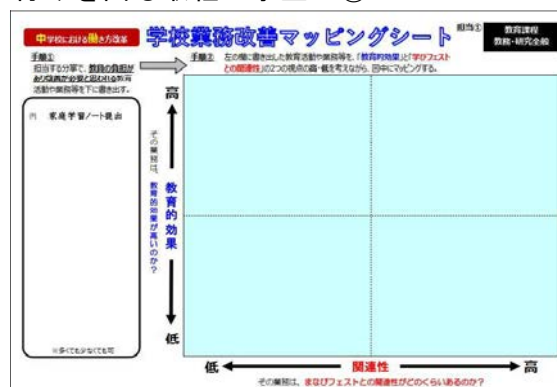 中学校における働き方改革
学校業務改善マッピングシート
担当①
教育課程
教務・研究全般
手順①
担当する分掌で、教員の負担が
あり改善が必要と思われる教育
活動や業務等を下に書き出す。
手順②　左の欄に書き出した教育活動や業務等を、「教育的効果」と「学びフェスト
との関連性」の2つの視点の高・低を考えながら、図中にマッピングする。
家庭学習ノート提出
※多くても少なくても可
その業務は、教育的効果が高いのか？
高
教育的効果
低
低
関連性
高
その業務は、まなびフェストとの関連性がどのくらいあるのか？